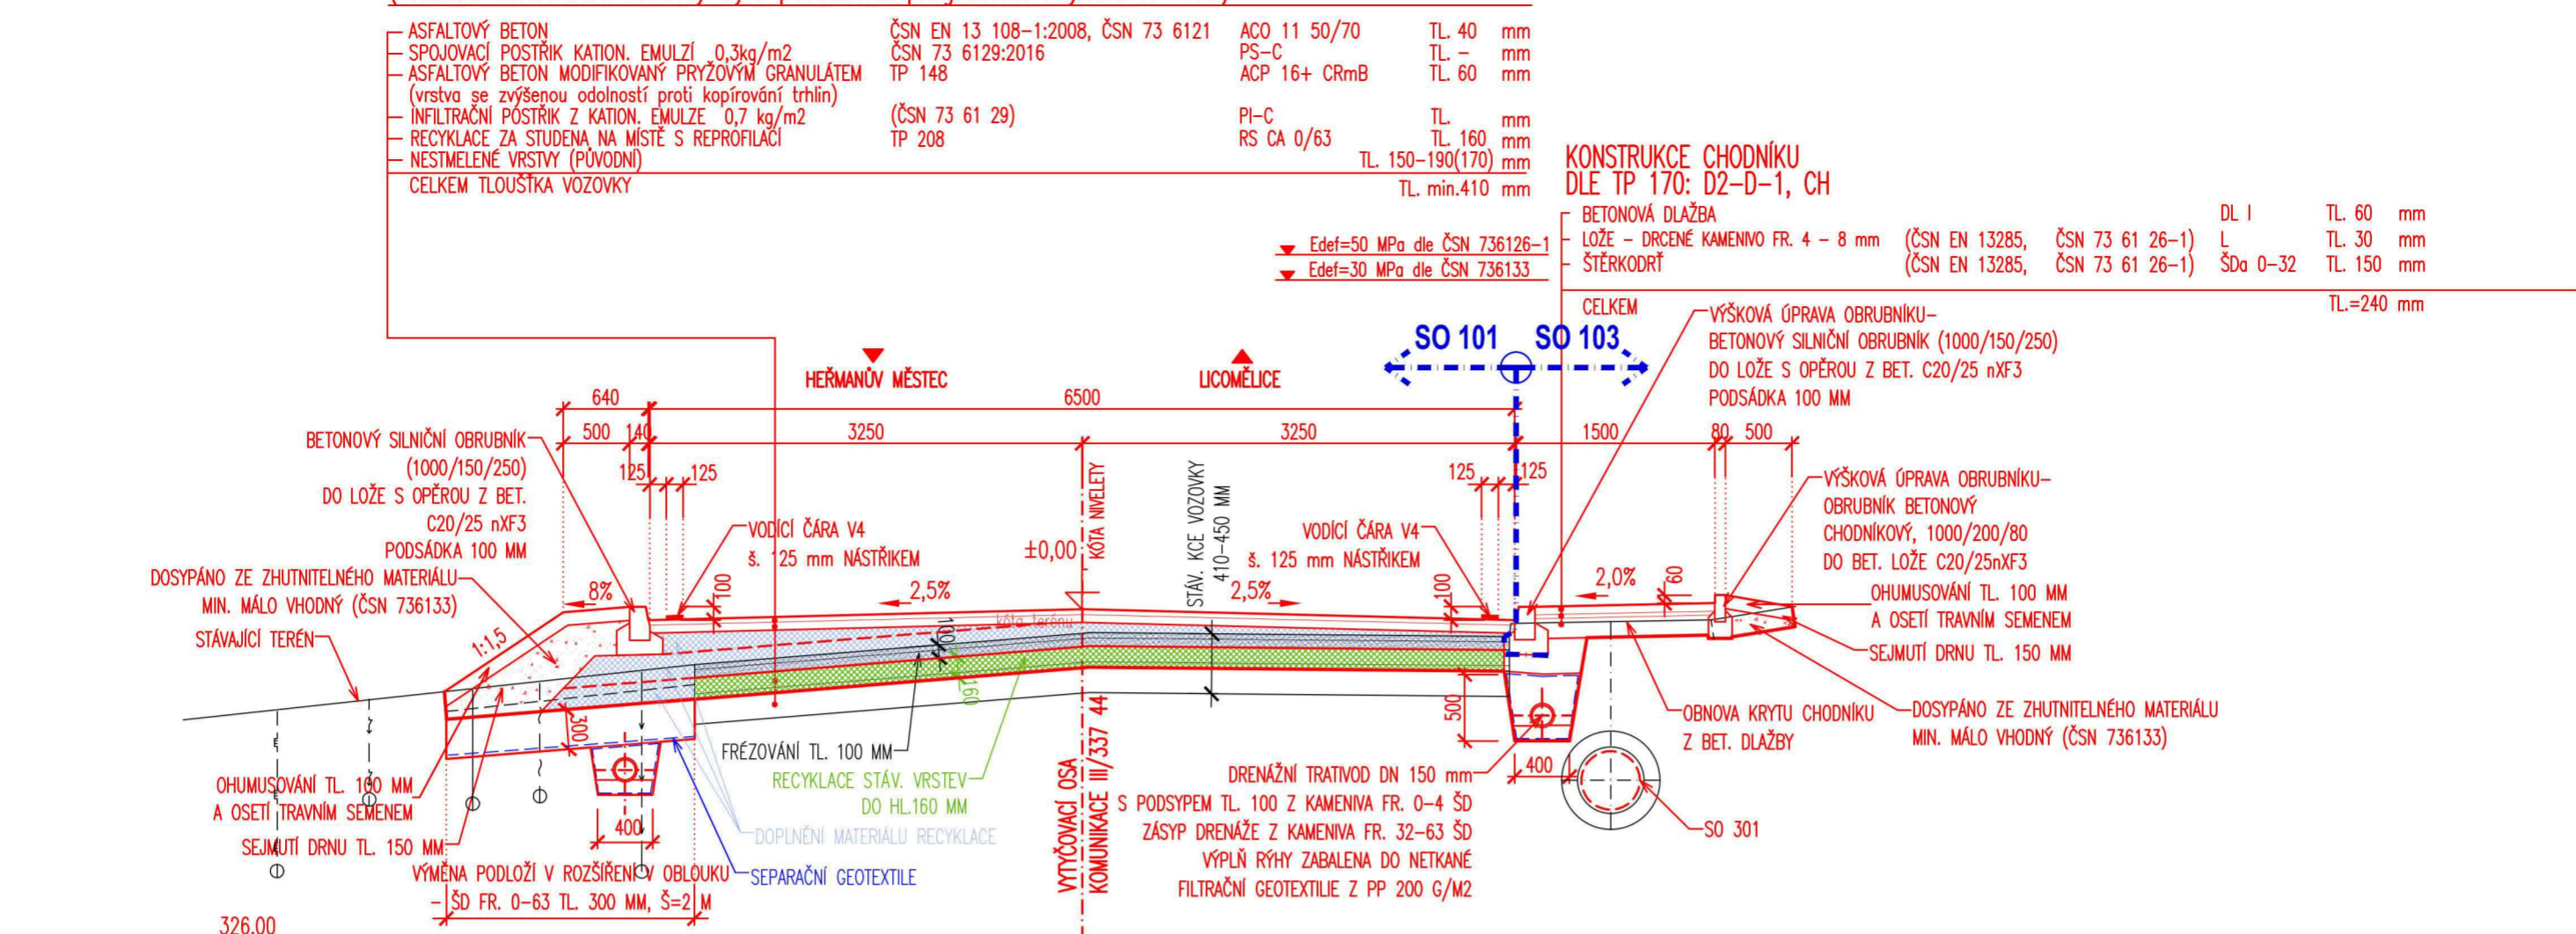 ASFALTOVÝ BETON ČSN EN 13 108-1:2008, ČSN 73 6121 ACO 11 50/70 TL. 40 mm
SPOJOVACÍ POSTŘIK KATION. EMULZÍ 0,3kg/m2 ČSN 73 6129:2016 PS-C TL. - mm
ASFALTOVÝ BETON MODIFIKOVANÝ PRYŽOVÝM GRANULÁTEM TP 148 ACP 16+ CRmB TL. 60 mm
(vrstva se zvýšenou odolností proti kopírování trhlin)
INFILTRAČNÍ POSTŘIK Z KATION. EMULZE 0,7 kg/m2 (ČSN 73 61 29) PI-C TL. mm
RECYKLACE ZA STUDENA NA MÍSTĚ S REPROFILACÍ TP 208 RS CA 0/63 TL. 160 mm
NESTMELENÉ VRSTVY (PŮVODNÍ) TL. 150-190(170) mm
CELKEM TLOUŠŤKA VOZOVKY TL. min.410 mm
KONSTRUKCE CHODNÍKU
DLE TP 170: D2-D-1, CH
BETONOVÁ DLAŽBA DL I TL. 60 mm
LOŽE - DRCENÉ KAMENIVO FR. 4 - 8 mm (ČSN EN 13285, ČSN 73 61 26-1) L TL. 30 mm
ŠTĚRKODRŤ (ČSN EN 13285, ČSN 73 61 26-1) ŠDa 0-32 TL. 150 mm
CELKEM TL.=240 mm
Edef=50 MPa dle ČSN 736126-1
Edef=30 MPa dle ČSN 736133
SO 101 SO 103
HEŘMANŮV MĚSTEC
LICOMĚLICE
VÝŠKOVÁ ÚPRAVA OBRUBNÍKU-
BETONOVÝ SILNIČNÍ OBRUBNÍK (1000/150/250)
DO LOŽE S OPĚROU Z BET. C20/25 nXF3
PODSÁDKA 100 MM
640 6500
500 140 3250 3250 1500 80 500
125 125 125 125
BETONOVÝ SILNIČNÍ OBRUBNÍK
(1000/150/250)
DO LOŽE S OPĚROU Z BET.
C20/25 nXF3
PODSÁDKA 100 MM
VODÍCÍ ČÁRA V4
š. 125 mm NÁSTŘIKEM
±0,00
KÓTA NIVELETY
STÁV. KCE VOZOVKY
410-450 MM
VODÍCÍ ČÁRA V4
š. 125 mm NÁSTŘIKEM
VÝŠKOVÁ ÚPRAVA OBRUBNÍKU-
OBRUBNÍK BETONOVÝ
CHODNÍKOVÝ, 1000/200/80
DO BET. LOŽE C20/25nXF3
DOSYPÁNO ZE ZHUTNITELNÉHO MATERIÁLU
MIN. MÁLO VHODNÝ (ČSN 736133)
STÁVAJÍCÍ TERÉN
8% 100 2,5% 2,5% 100 2,0% 60
1:1,5
kóta terénu
100
160
300
500
OHUMUSOVÁNÍ TL. 100 MM
A OSETÍ TRAVNÍM SEMENEM
SEJMUTÍ DRNU TL. 150 MM
DOSYPÁNO ZE ZHUTNITELNÉHO MATERIÁLU
MIN. MÁLO VHODNÝ (ČSN 736133)
OBNOVA KRYTU CHODNÍKU
Z BET. DLAŽBY
FRÉZOVÁNÍ TL. 100 MM
RECYKLACE STÁV. VRSTEV
DO HL.160 MM
DOPLNĚNÍ MATERIÁLU RECYKLACE
SEPARAČNÍ GEOTEXTILE
OHUMUSOVÁNÍ TL. 100 MM
A OSETÍ TRAVNÍM SEMENEM
SEJMUTÍ DRNU TL. 150 MM
400
VÝMĚNA PODLOŽÍ V ROZŠÍŘENÍ V OBLOUKU
- ŠD FR. 0-63 TL. 300 MM, Š=2 M
VYTYČOVACÍ OSA
KOMUNIKACE III/337 44
400
DRENÁŽNÍ TRATIVOD DN 150 mm
S PODSYPEM TL. 100 Z KAMENIVA FR. 0-4 ŠD
ZÁSYP DRENÁŽE Z KAMENIVA FR. 32-63 ŠD
VÝPLŇ RÝHY ZABALENA DO NETKANÉ
FILTRAČNÍ GEOTEXTILIE Z PP 200 G/M2
SO 301
326.00